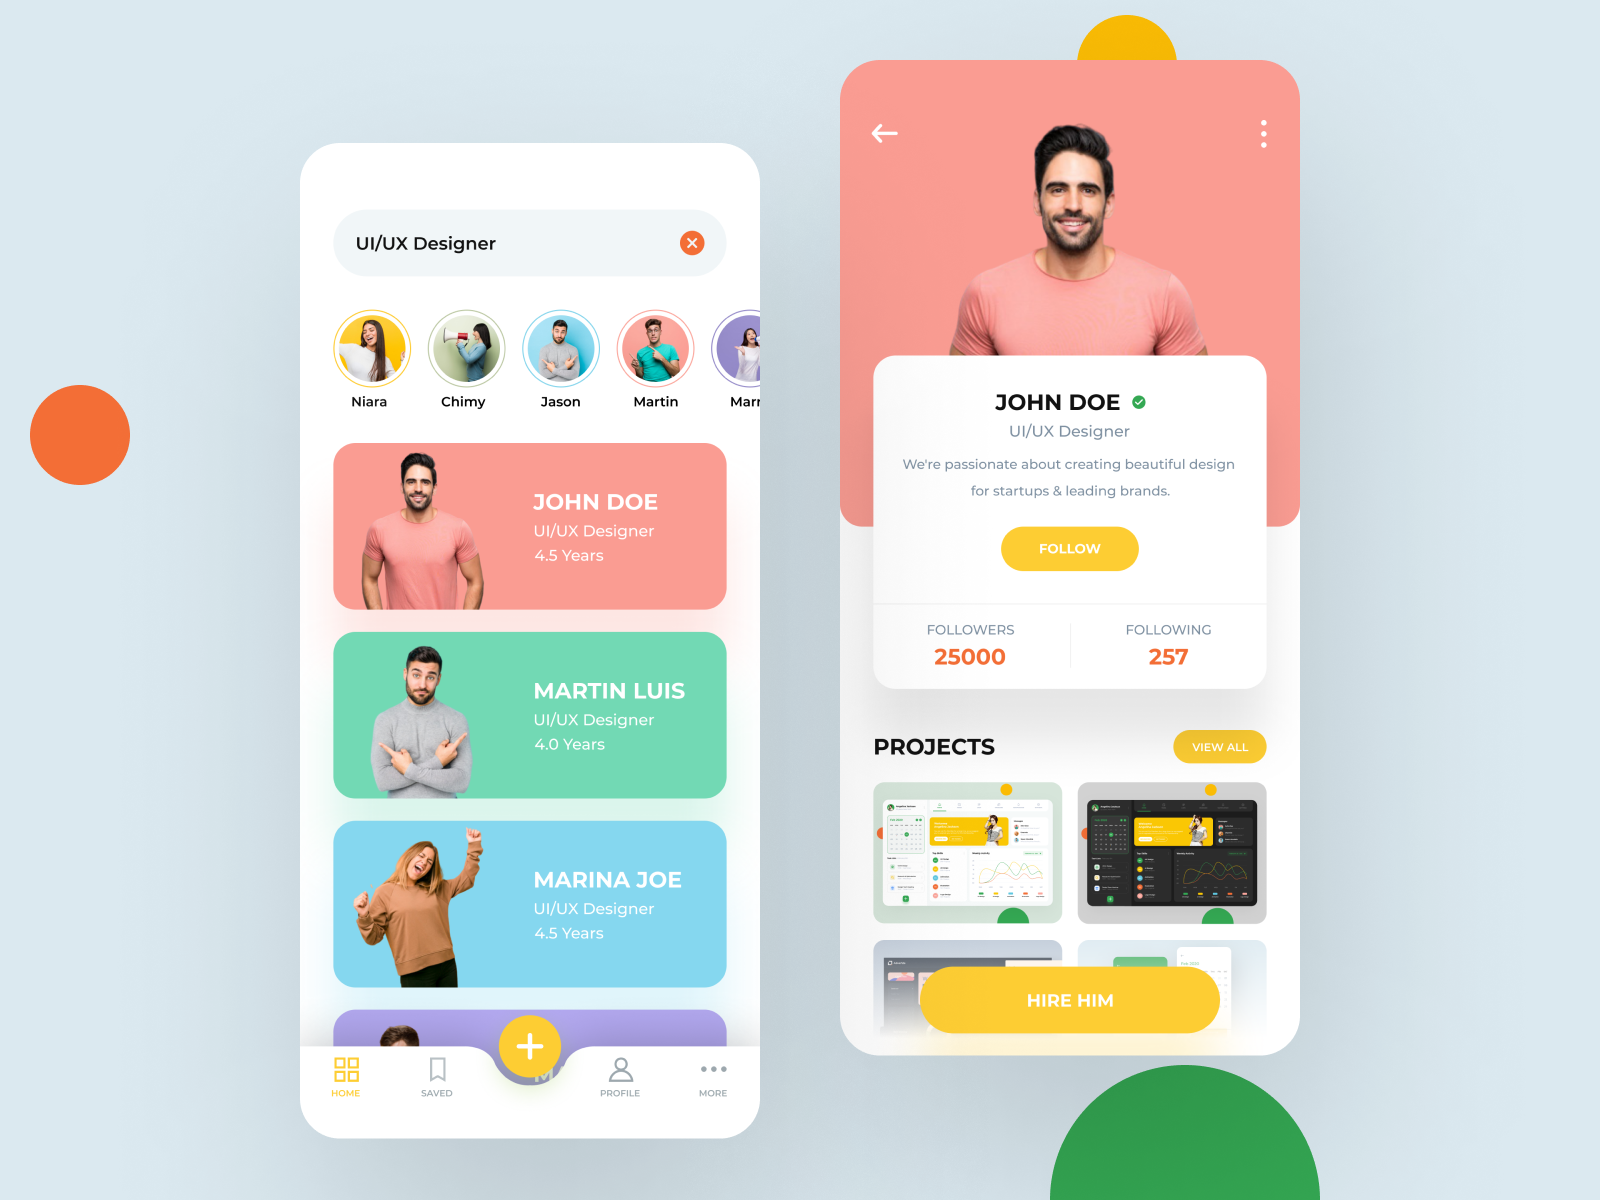 UI/UX Designer
Niara
Chimy
Jason
Martin
Marr
JOHN DOE
UI/UX Designer
4.5 Years
MARTIN LUIS
UI/UX Designer
4.0 Years
MARINA JOE
UI/UX Designer
4.5 Years
HOME
SAVED
PROFILE
MORE
JOHN DOE
UI/UX Designer
We're passionate about creating beautiful design
for startups & leading brands.
FOLLOW
FOLLOWERS
25000
FOLLOWING
257
PROJECTS
VIEW ALL
HIRE HIM